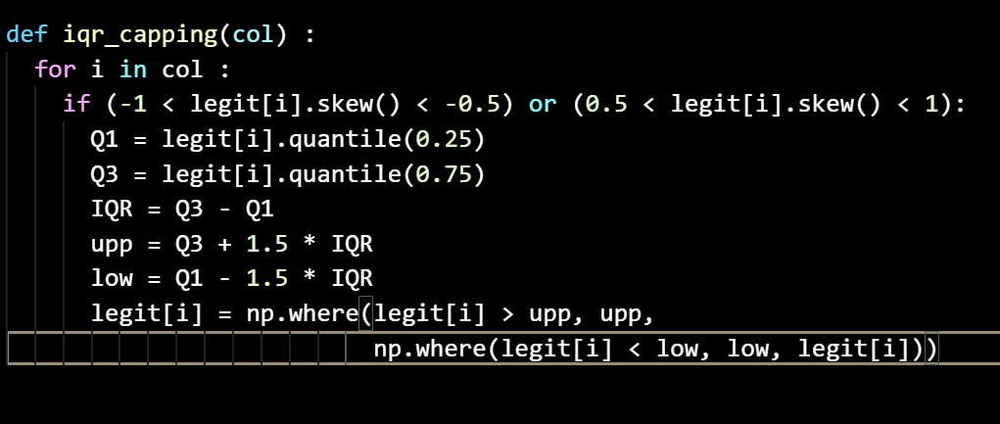 def iqr_capping(col) :
  for i in col :
    if (-1 < legit[i].skew() < -0.5) or (0.5 < legit[i].skew() < 1):
      Q1 = legit[i].quantile(0.25)
      Q3 = legit[i].quantile(0.75)
      IQR = Q3 - Q1
      upp = Q3 + 1.5 * IQR
      low = Q1 - 1.5 * IQR
      legit[i] = np.where(legit[i] > upp, upp,
                          np.where(legit[i] < low, low, legit[i]))